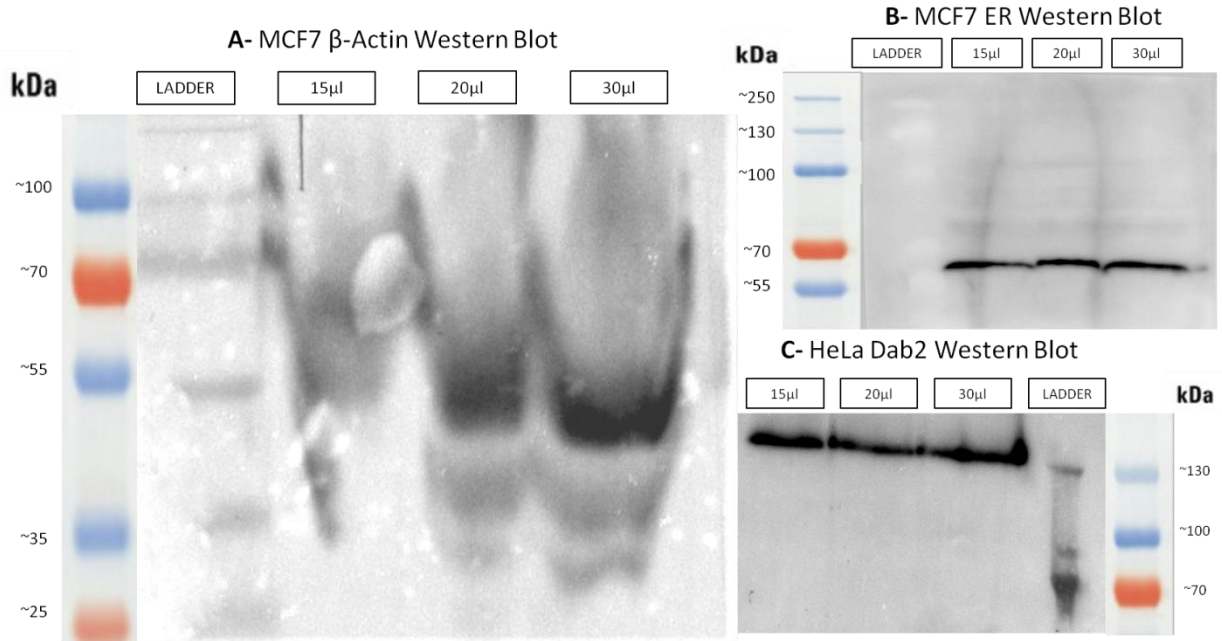 A- MCF7 β-Actin Western Blot
kDa
LADDER
15µl
20µl
30µl
~100
~70
~55
~35
~25
B- MCF7 ER Western Blot
kDa
LADDER
15µl
20µl
30µl
~250
~130
~100
~70
~55
C- HeLa Dab2 Western Blot
15µl
20µl
30µl
LADDER
kDa
~130
~100
~70